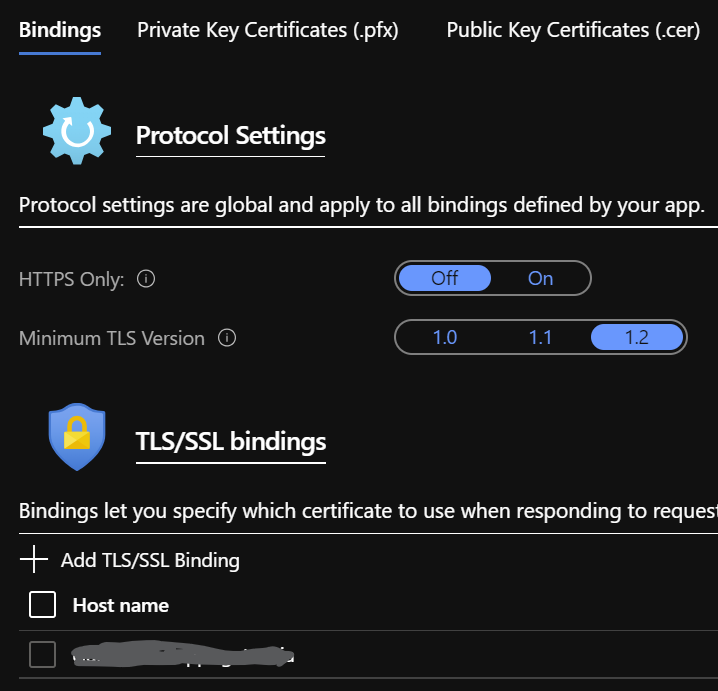 Bindings Private Key Certificates (.pfx) Public Key Certificates (.cer)
Protocol Settings
Protocol settings are global and apply to all bindings defined by your app.
HTTPS Only: Off On
Minimum TLS Version 1.0 1.1 1.2
TLS/SSL bindings
Bindings let you specify which certificate to use when responding to request
Add TLS/SSL Binding
Host name